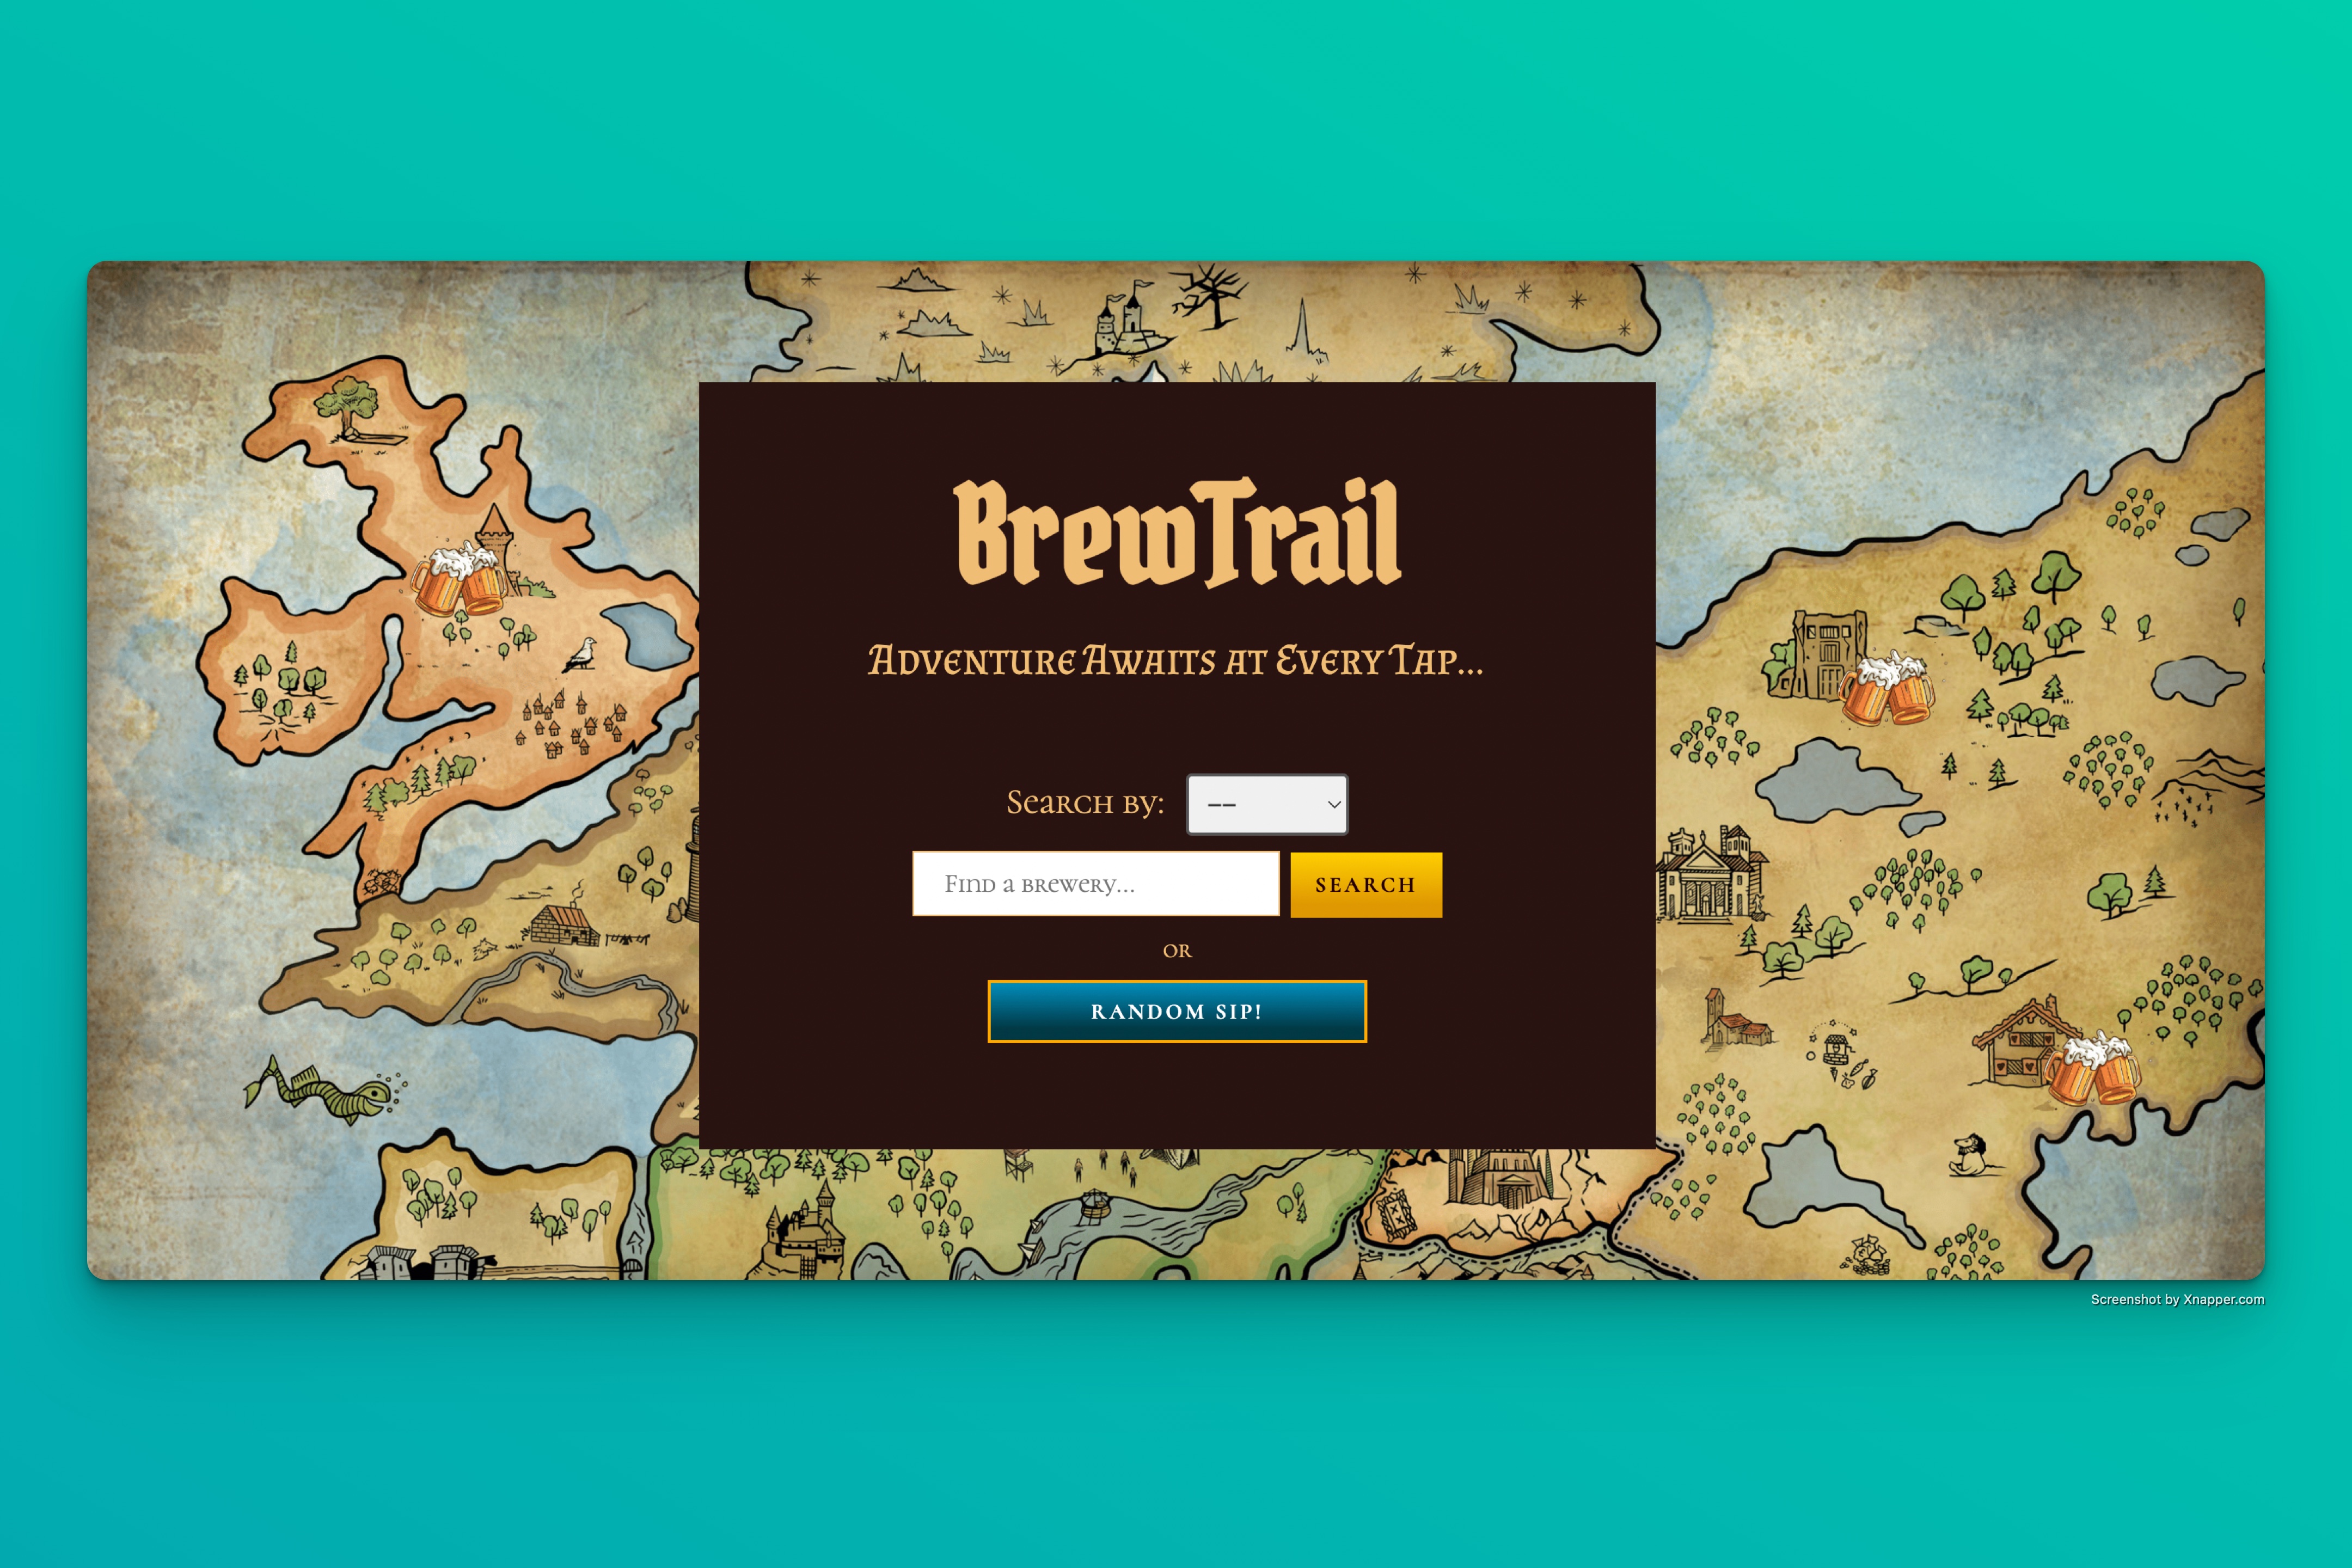 BrewTrail
Adventure Awaits at Every Tap...
Search by: --
Find a brewery...
SEARCH
OR
RANDOM SIP!
Screenshot by Xnapper.com